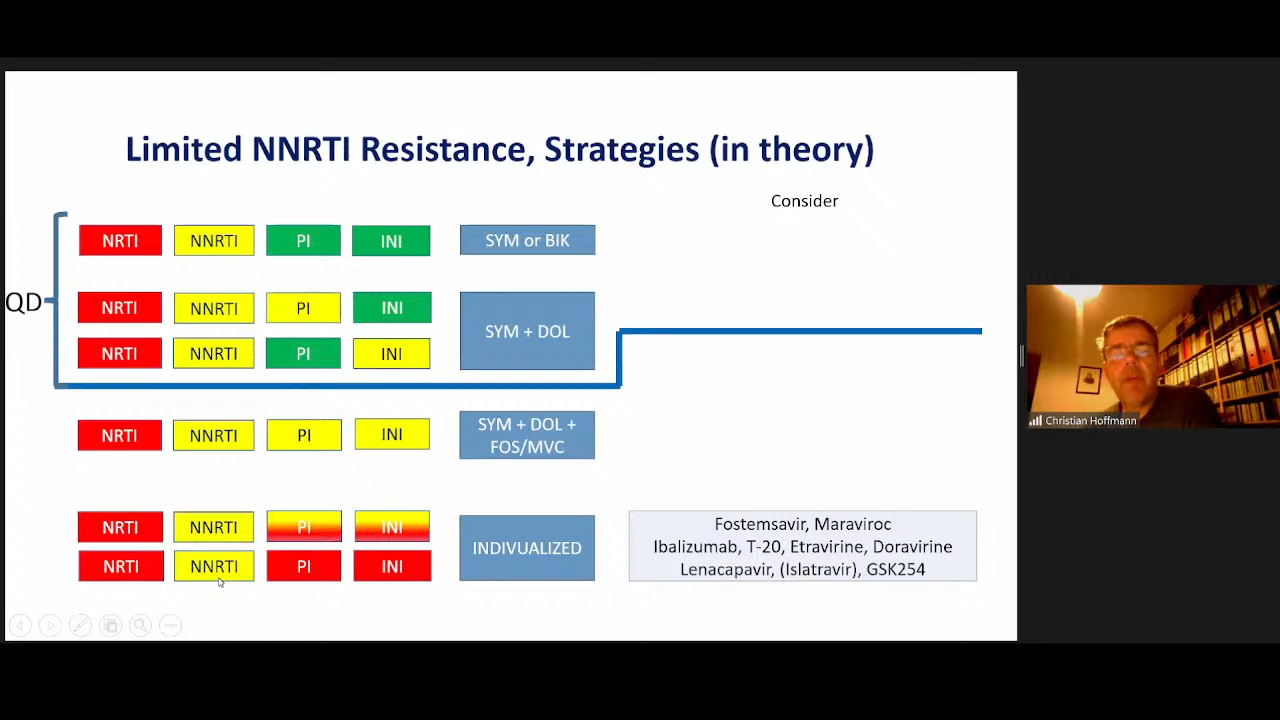 Limited NNRTI Resistance, Strategies (in theory)
Consider
NRTI NNRTI PI INI SYM or BIK
QD
NRTI NNRTI PI INI
SYM + DOL
NRTI NNRTI PI INI
NRTI NNRTI PI INI
SYM + DOL +
FOS/MVC
NRTI NNRTI PI INI
INDIVUALIZED
NRTI NNRTI PI INI
Fostemsavir, Maraviroc
Ibalizumab, T-20, Etravirine, Doravirine
Lenacapavir, (Islatravir), GSK254
Christian Hoffmann